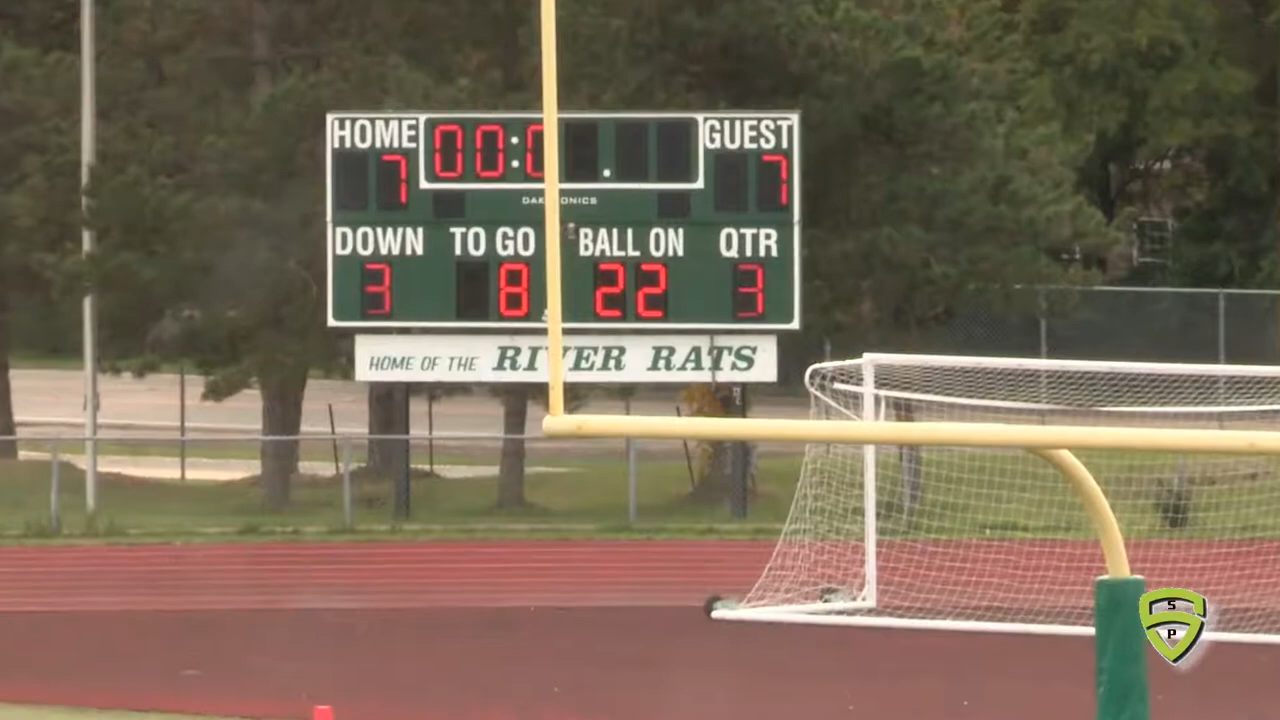 HOME 00:0 GUEST
7 7
DAKTRONICS
DOWN TO GO BALL ON QTR
3 8 22 3
HOME OF THE RIVER RATS
S
P